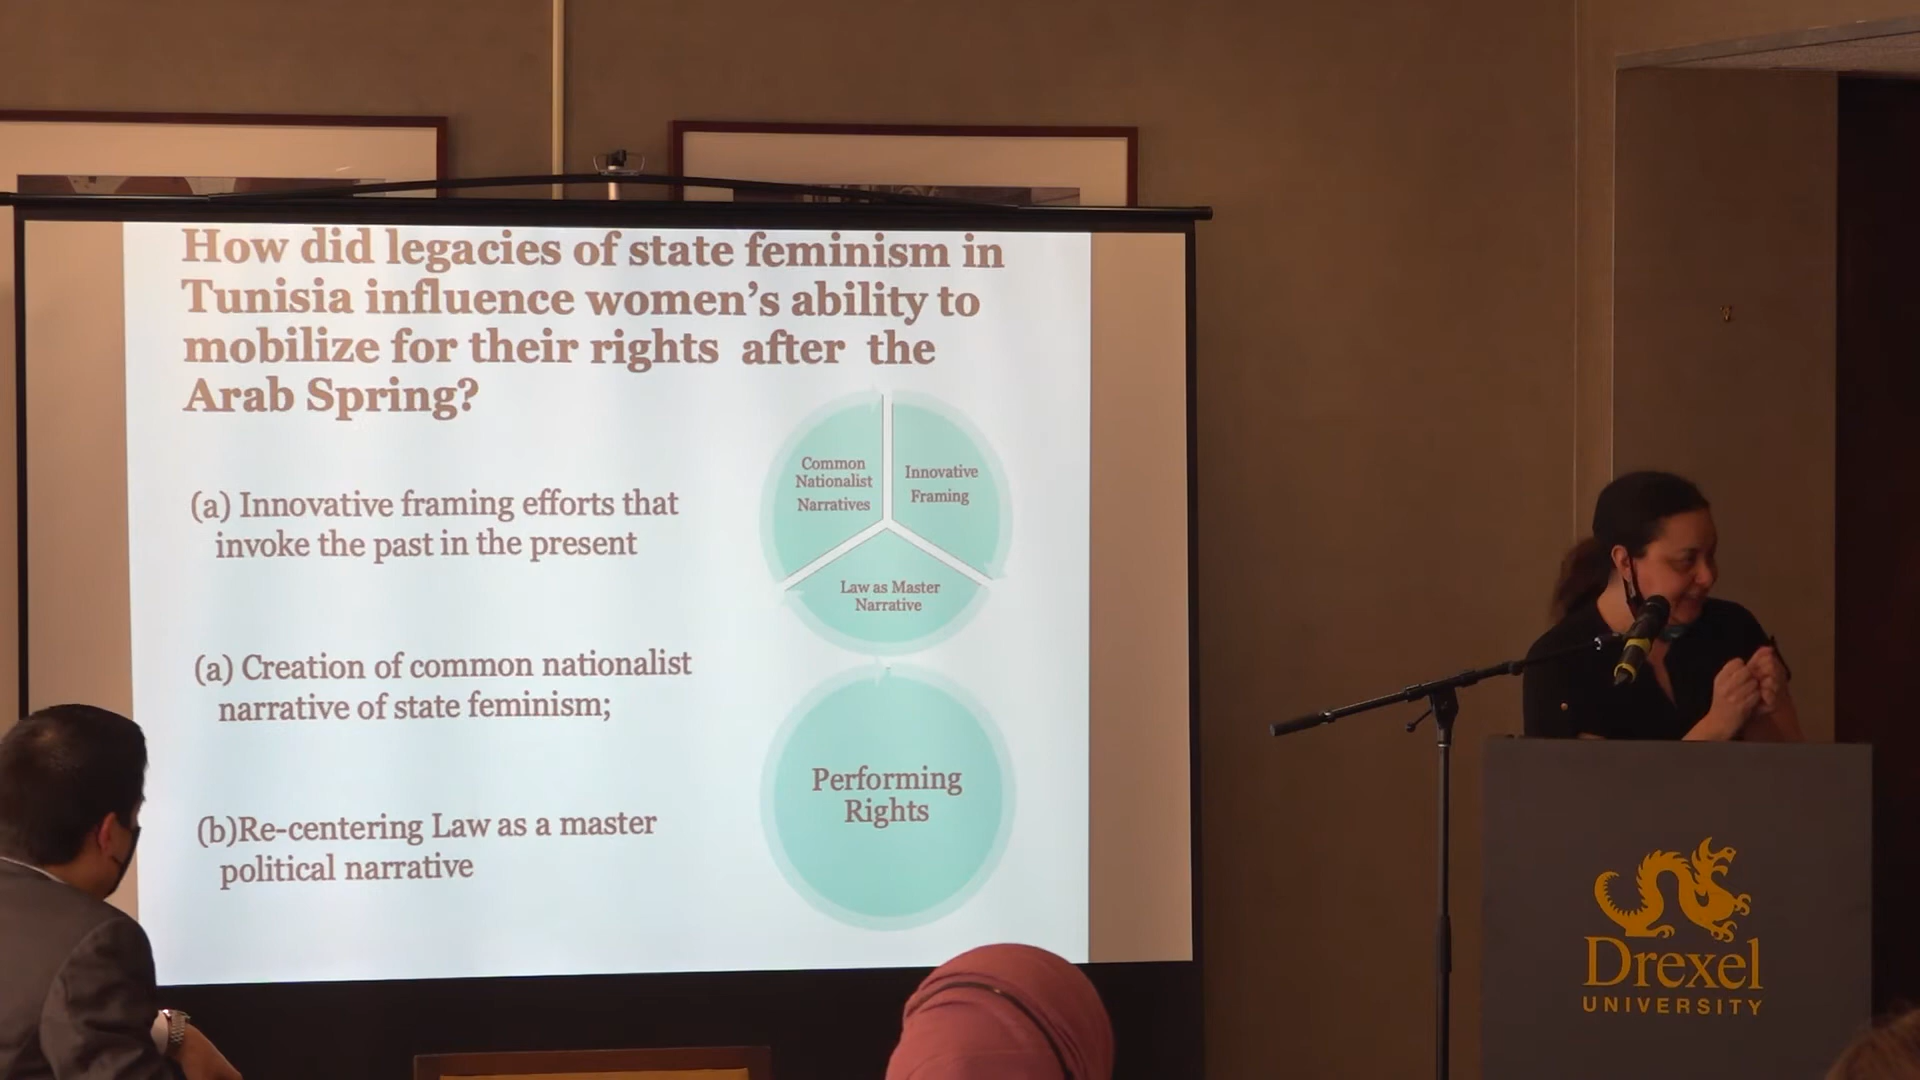 How did legacies of state feminism in
Tunisia influence women’s ability to
mobilize for their rights after the
Arab Spring?
(a) Innovative framing efforts that
invoke the past in the present
(a) Creation of common nationalist
narrative of state feminism;
(b)Re-centering Law as a master
political narrative
Common
Nationalist
Narratives
Innovative
Framing
Law as Master
Narrative
Performing
Rights
Drexel
UNIVERSITY